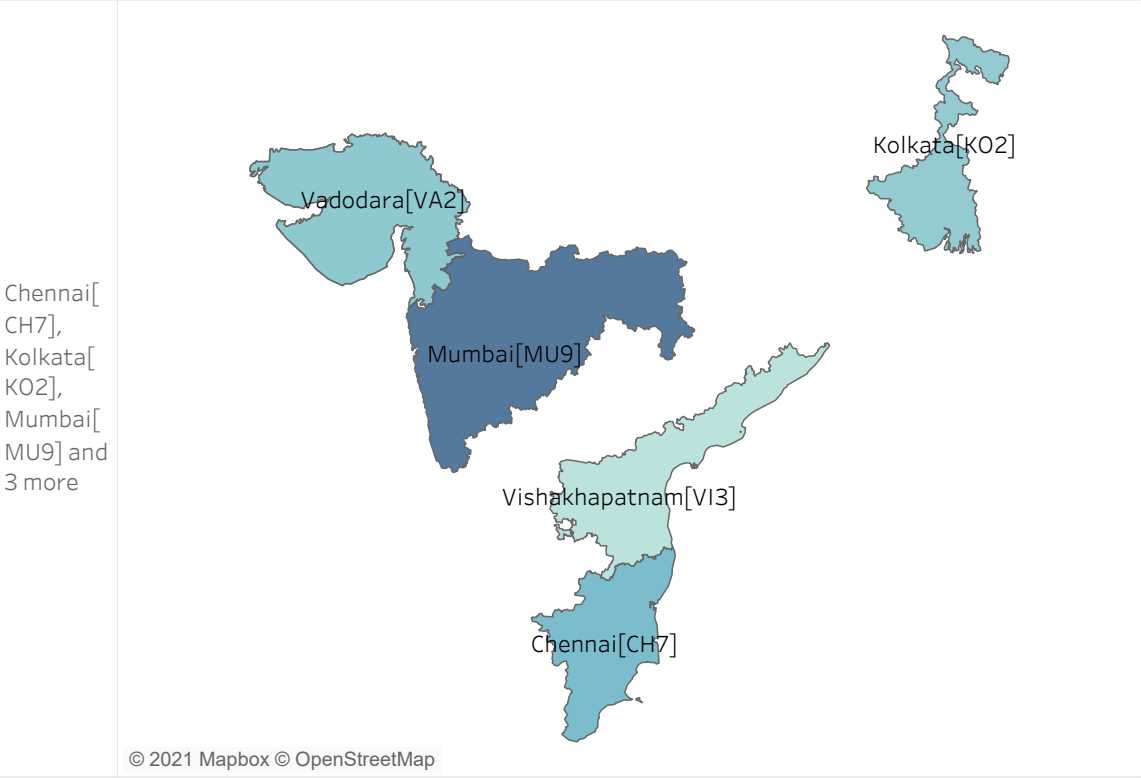 Kolkata[KO2]
Vadodara[VA2]
Chennai[
CH7],
Kolkata[
KO2],
Mumbai[
MU9] and
3 more
Mumbai[MU9]
Vishakhapatnam[VI3]
Chennai[CH7]
© 2021 Mapbox © OpenStreetMap